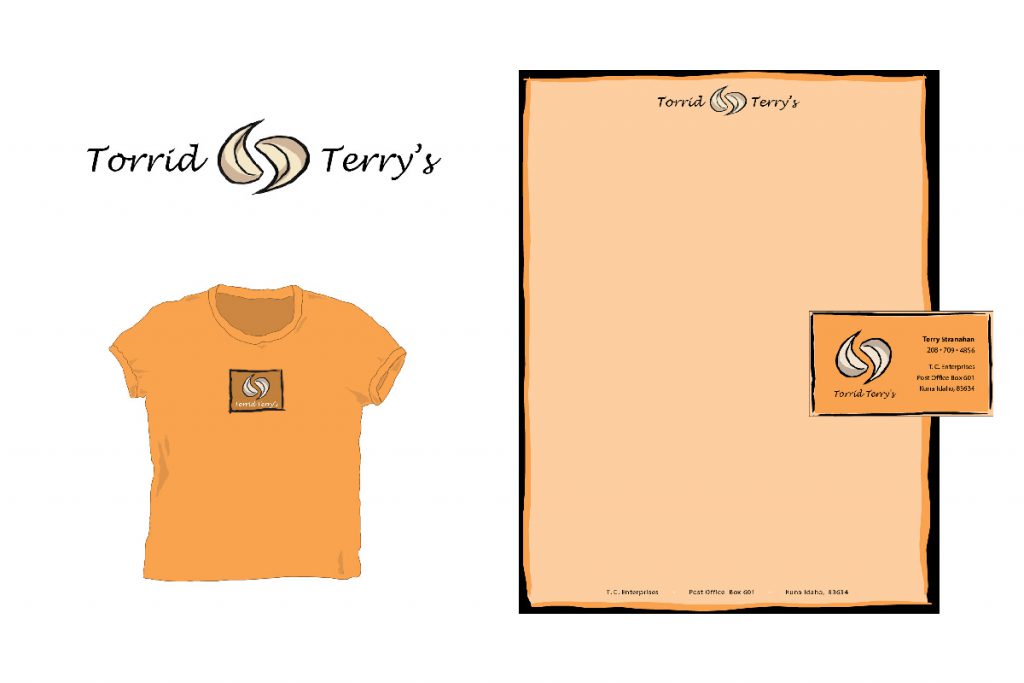 Torrid Terry's
Torrid Terry's
Torrid Terry's
Terry Stranahan
208 • 709 • 4856
T. C. Enterprises
Post Office Box 601
Kuna Idaho, 83634
Torrid Terry's
T. C. Enterprises Post Office Box 601 Kuna Idaho, 83634